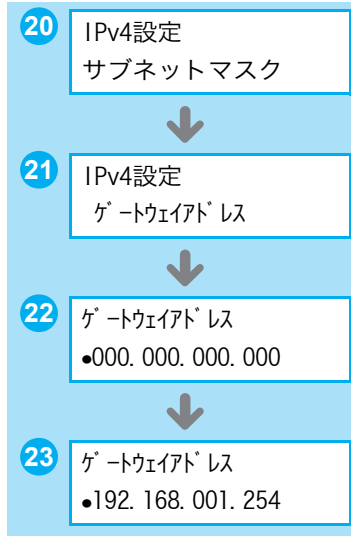 20
IPv4設定
サブネットマスク
21
IPv4設定
ｹﾞｰﾄｳｪｲｱﾄﾞﾚｽ
22
ｹﾞｰﾄｳｪｲｱﾄﾞﾚｽ
●000. 000. 000. 000
23
ｹﾞｰﾄｳｪｲｱﾄﾞﾚｽ
●192. 168. 001. 254